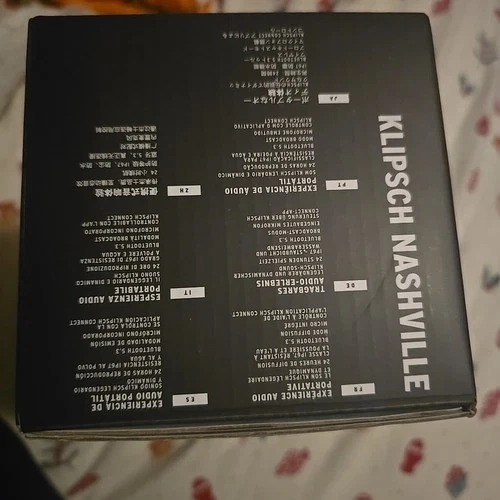 KLIPSCH NASHVILLE
FR
EXPÉRIENCE AUDIO
PORTATIVE
LE SON KLIPSCH LÉGENDAIRE
ET DYNAMIQUE
24 HEURES DE DIFFUSION
CLASSÉ IP67, RÉSISTANT À
LA POUSSIÈRE ET À L'EAU
BLUETOOTH 5.3
MODE DIFFUSION
MICRO INTÉGRÉ
CONTRÔLE À L'AIDE DE
L'APPLICATION KLIPSCH CONNECT
DE
TRAGBARES
AUDIO-ERLEBNIS
LEGENDÄRER UND DYNAMISCHER
KLIPSCH-SOUND
24 STUNDEN SPIELZEIT
IP67-STAUBDICHT UND
WASSERBESTÄNDIG
BLUETOOTH 5.3
BROADCAST-MODUS
EINGEBAUTES MIKROFON
STEUERUNG ÜBER KLIPSCH
CONNECT-APP
PT
EXPERIÊNCIA DE ÁUDIO
PORTÁTIL
SOM KLIPSCH LENDÁRIO E DINÂMICO
24 HORAS DE REPRODUÇÃO
CLASSIFICAÇÃO IP67 PARA
RESISTÊNCIA A POEIRA E ÁGUA
BLUETOOTH 5.3
MODO BROADCAST
MICROFONE EMBUTIDO
CONTROLE COM O APLICATIVO
KLIPSCH CONNECT
JA
ポータブルなオー
ディオ体験
ES
EXPERIENCIA DE
AUDIO PORTÁTIL
SONIDO KLIPSCH LEGENDARIO
Y DINÁMICO
24 HORAS DE REPRODUCCIÓN
RESISTENCIA IP67 AL POLVO
Y AL AGUA
BLUETOOTH 5.3
MODALIDAD DE EMISIÓN
MICRÓFONO INCORPORADO
SE CONTROLA CON LA
APLICACIÓN KLIPSCH CONNECT
IT
ESPERIENZA AUDIO
PORTABILE
IL LEGGENDARIO E DINAMICO
SUONO KLIPSCH
24 ORE DI RIPRODUZIONE
GRADO IP67 DI RESISTENZA DI
POLVERE E ACQUA
BLUETOOTH 5.3
MODALITÀ BROADCAST
MICROFONO INCORPORATO
CONTROLLABILE CON L'APP
KLIPSCH CONNECT
ZH
便携式音响体验